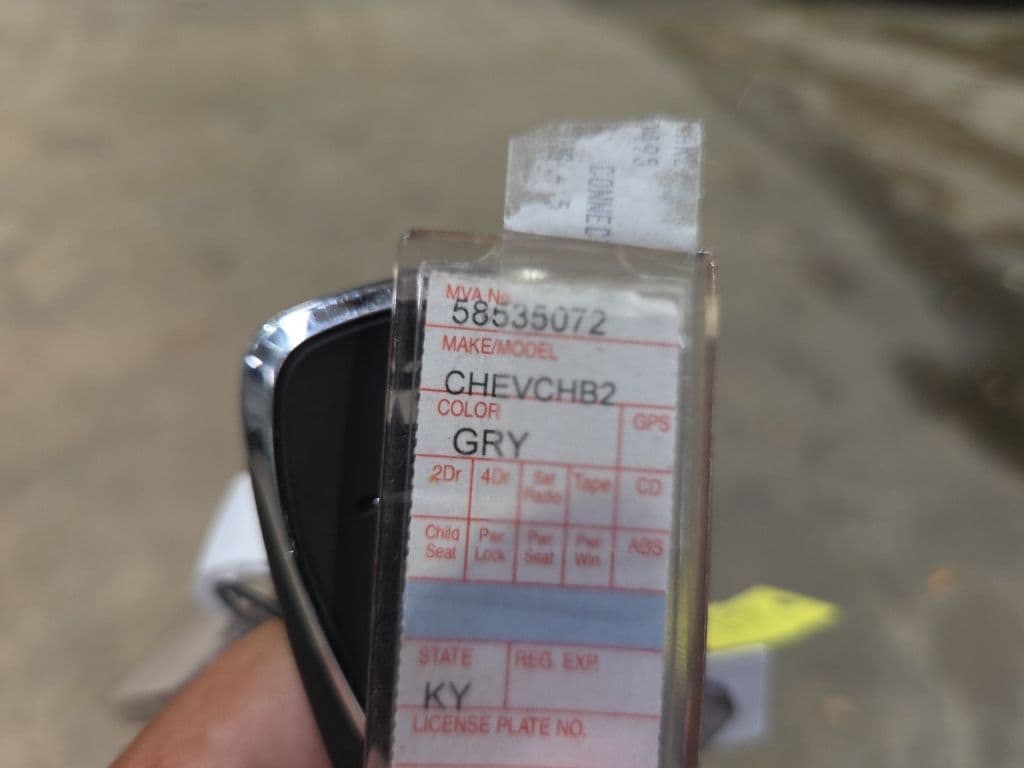 CONNEC
MVA No
58535072
MAKE/MODEL
CHEVCHB2
COLOR GPS
GRY
2Dr 4Dr Sat Radio Tape CD
Child Seat Pwr Lock Pwr Seat Pwr Win ABS
STATE REG. EXP.
KY
LICENSE PLATE NO.